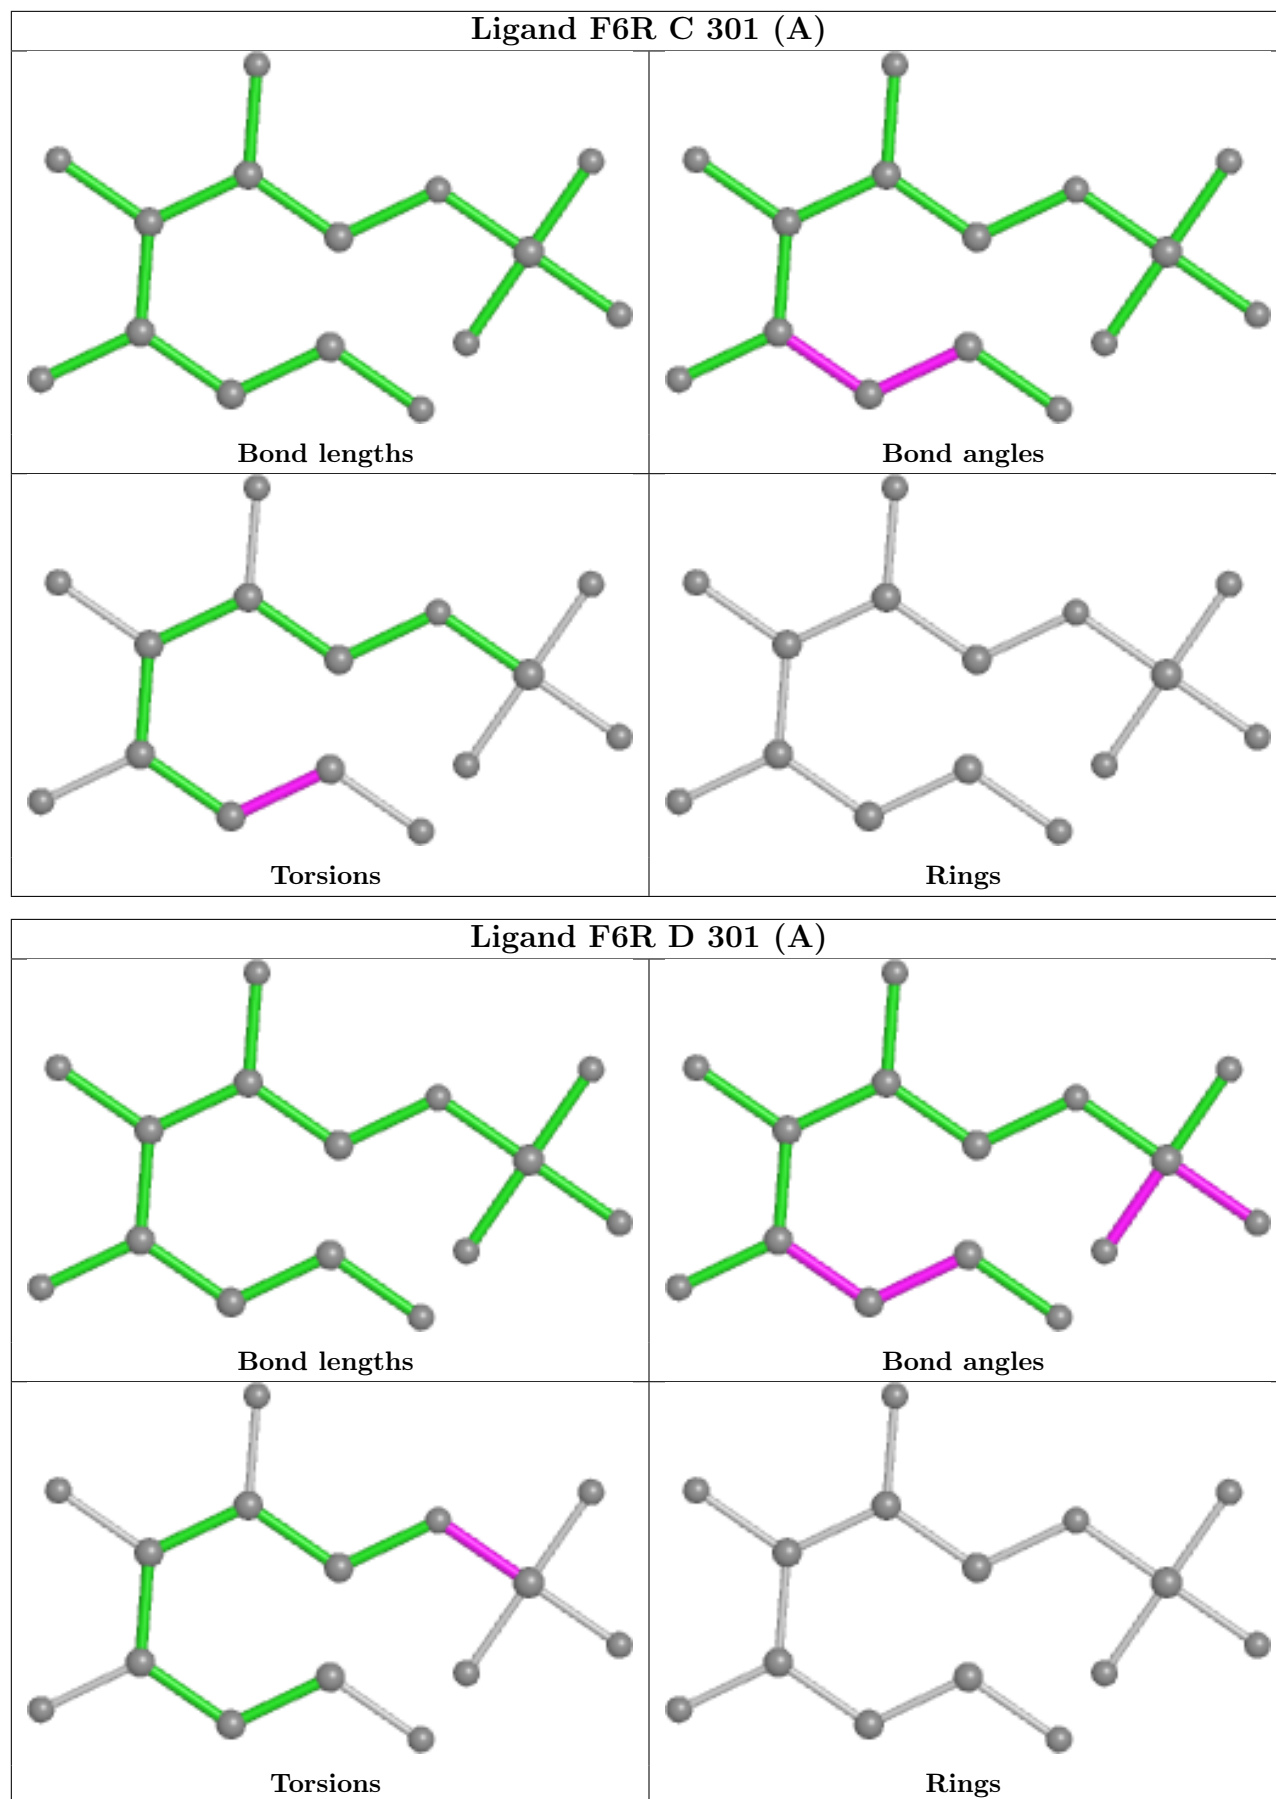 Ligand F6R C 301 (A)
Bond lengths
Bond angles
Torsions
Rings
Ligand F6R D 301 (A)
Bond lengths
Bond angles
Torsions
Rings